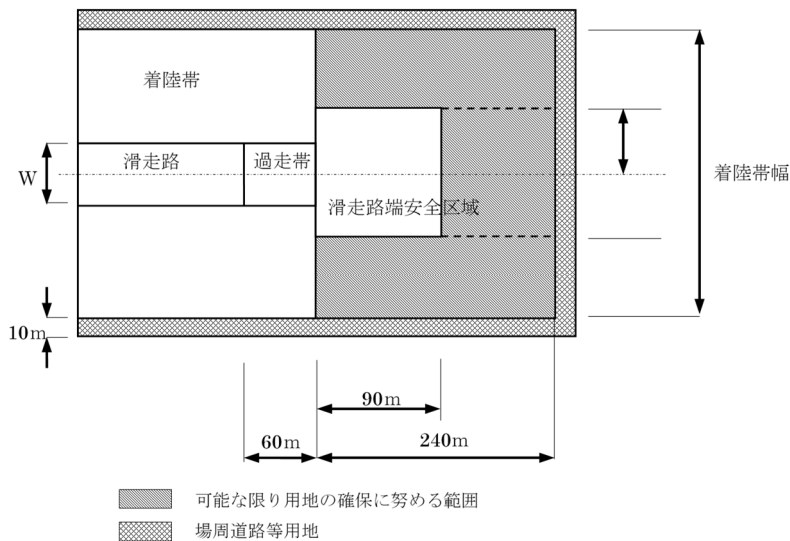 着陸帯
滑走路
過走帯
W
滑走路端安全区域
着陸帯幅
10m
90m
60m
240m
可能な限り用地の確保に努める範囲
場周道路等用地